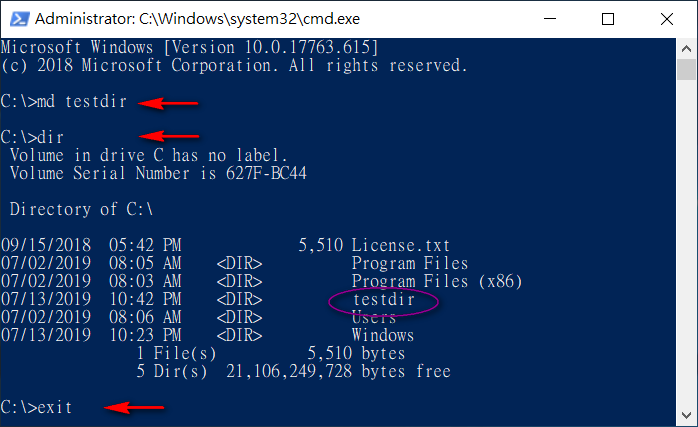 Administrator: C:\Windows\system32\cmd.exe
Microsoft Windows [Version 10.0.17763.615]
(c) 2018 Microsoft Corporation. All rights reserved.
C:\>md testdir
C:\>dir
 Volume in drive C has no label.
 Volume Serial Number is 627F-BC44
 Directory of C:\
09/15/2018  05:42 PM             5,510 License.txt
07/02/2019  08:05 AM    <DIR>          Program Files
07/02/2019  08:03 AM    <DIR>          Program Files (x86)
07/13/2019  10:42 PM    <DIR>          testdir
07/02/2019  08:06 AM    <DIR>          Users
07/13/2019  10:23 PM    <DIR>          Windows
               1 File(s)          5,510 bytes
               5 Dir(s)  21,106,249,728 bytes free
C:\>exit